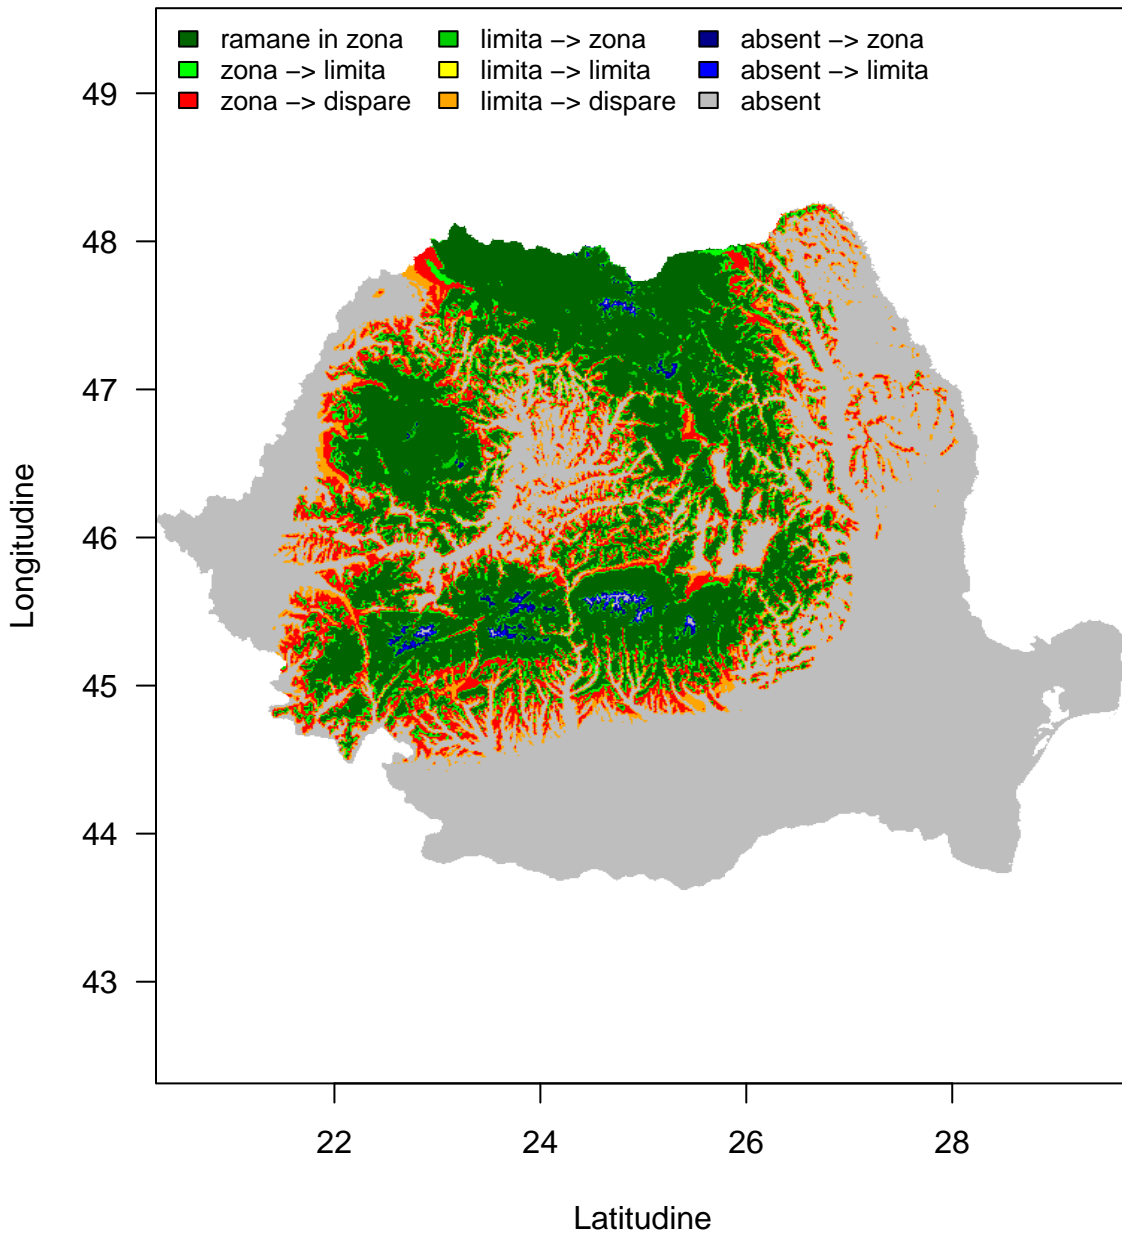 ramane in zona limita −> zona absent −> zona
zona −> limita limita −> limita absent −> limita
zona −> dispare limita −> dispare absent
49
48
47
46
45
44
43
Longitudine
22 24 26 28
Latitudine